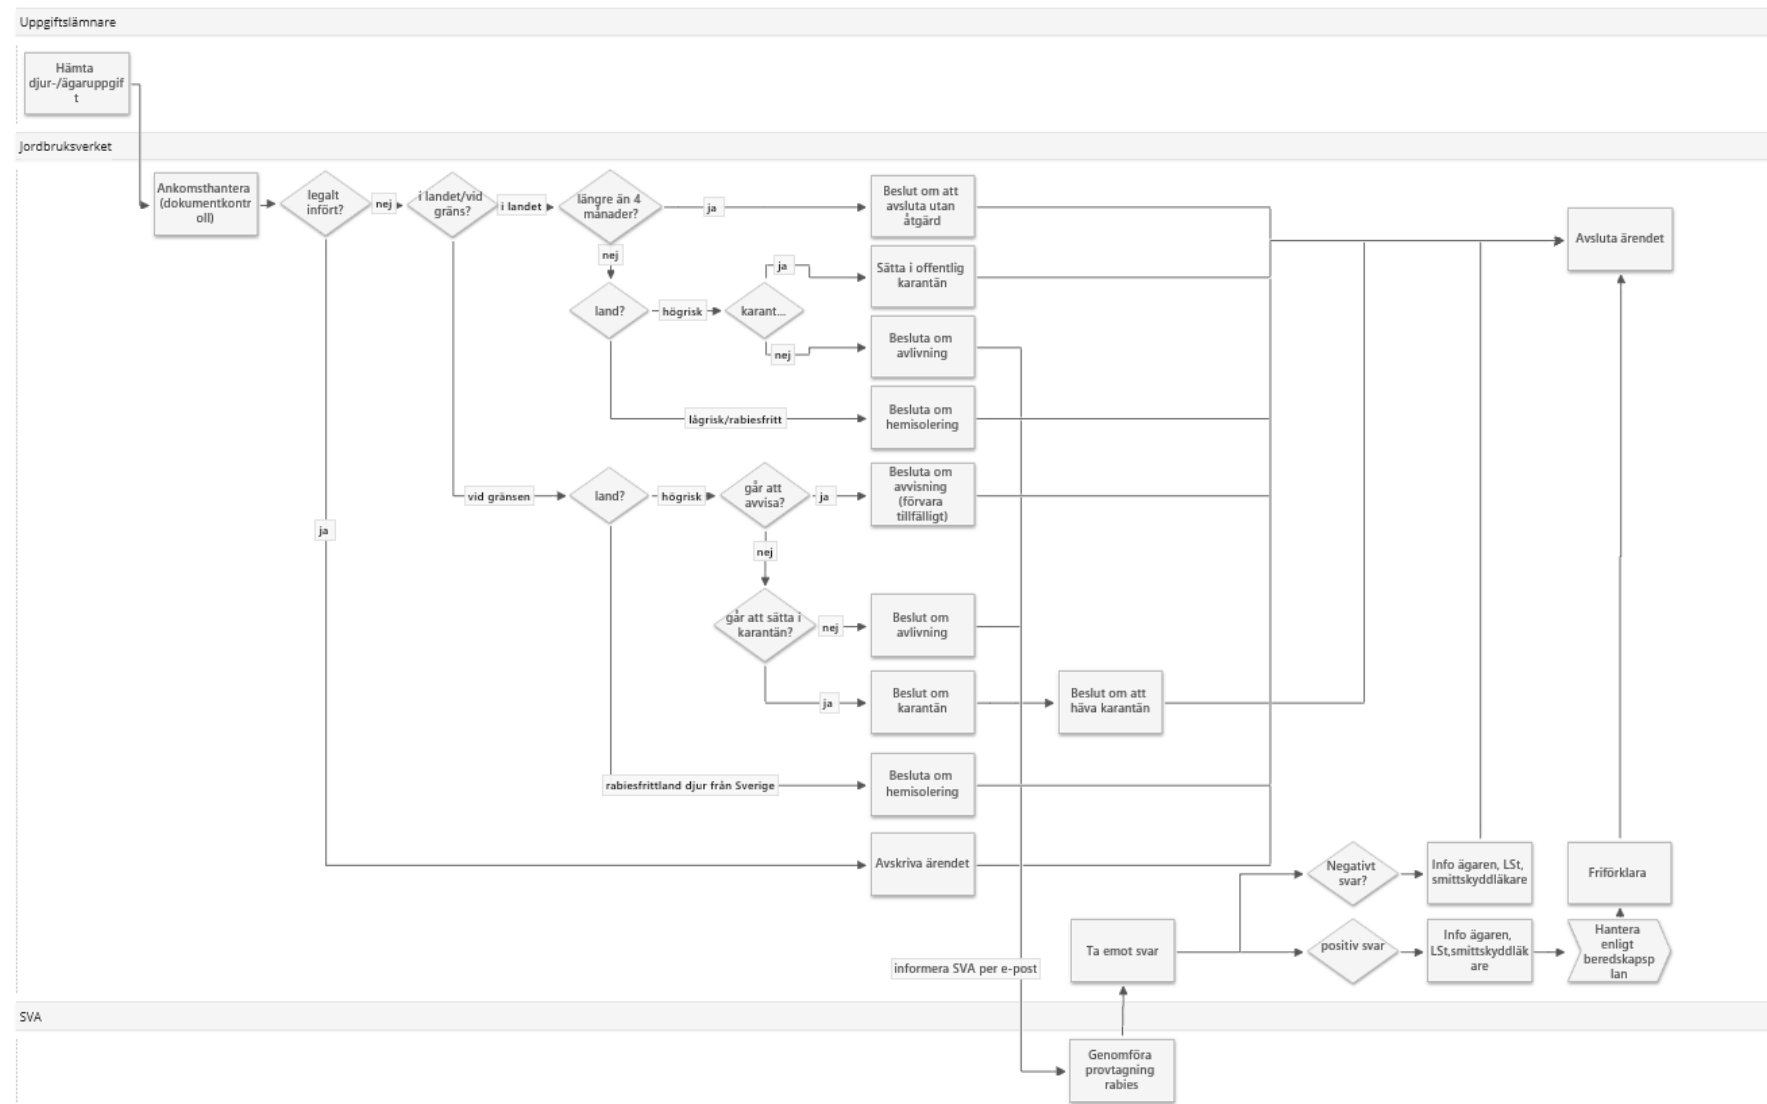 Uppgiftslämnare
Hämta
djur-/ägaruppgif
t
Jordbruksverket
Ankomsthantera
(dokumentkontr
oll)
legalt
infört?
nej
i landet/vid
gräns?
i landet
längre än 4
månader?
ja
Beslut om att
avsluta utan
åtgärd
Avsluta ärendet
nej
land?
högrisk
karant...
ja
Sätta i offentlig
karantän
nej
Besluta om
avlivning
lågrisk/rabiesfritt
Besluta om
hemisolering
vid gränsen
land?
högrisk
går att
avvisa?
ja
Besluta om
avvisning
(förvara
tillfälligt)
ja
nej
går att sätta i
karantän?
nej
Beslut om
avlivning
ja
Beslut om
karantän
Beslut om att
häva karantän
rabiesfrittland djur från Sverige
Besluta om
hemisolering
Avskriva ärendet
Negativt
svar?
Info ägaren, LSt,
smittskyddläkare
Friförklara
Ta emot svar
positiv svar
Info ägaren,
LSt,smittskyddläk
are
Hantera
enligt
beredskapsp
lan
informera SVA per e-post
SVA
Genomföra
provtagning
rabies